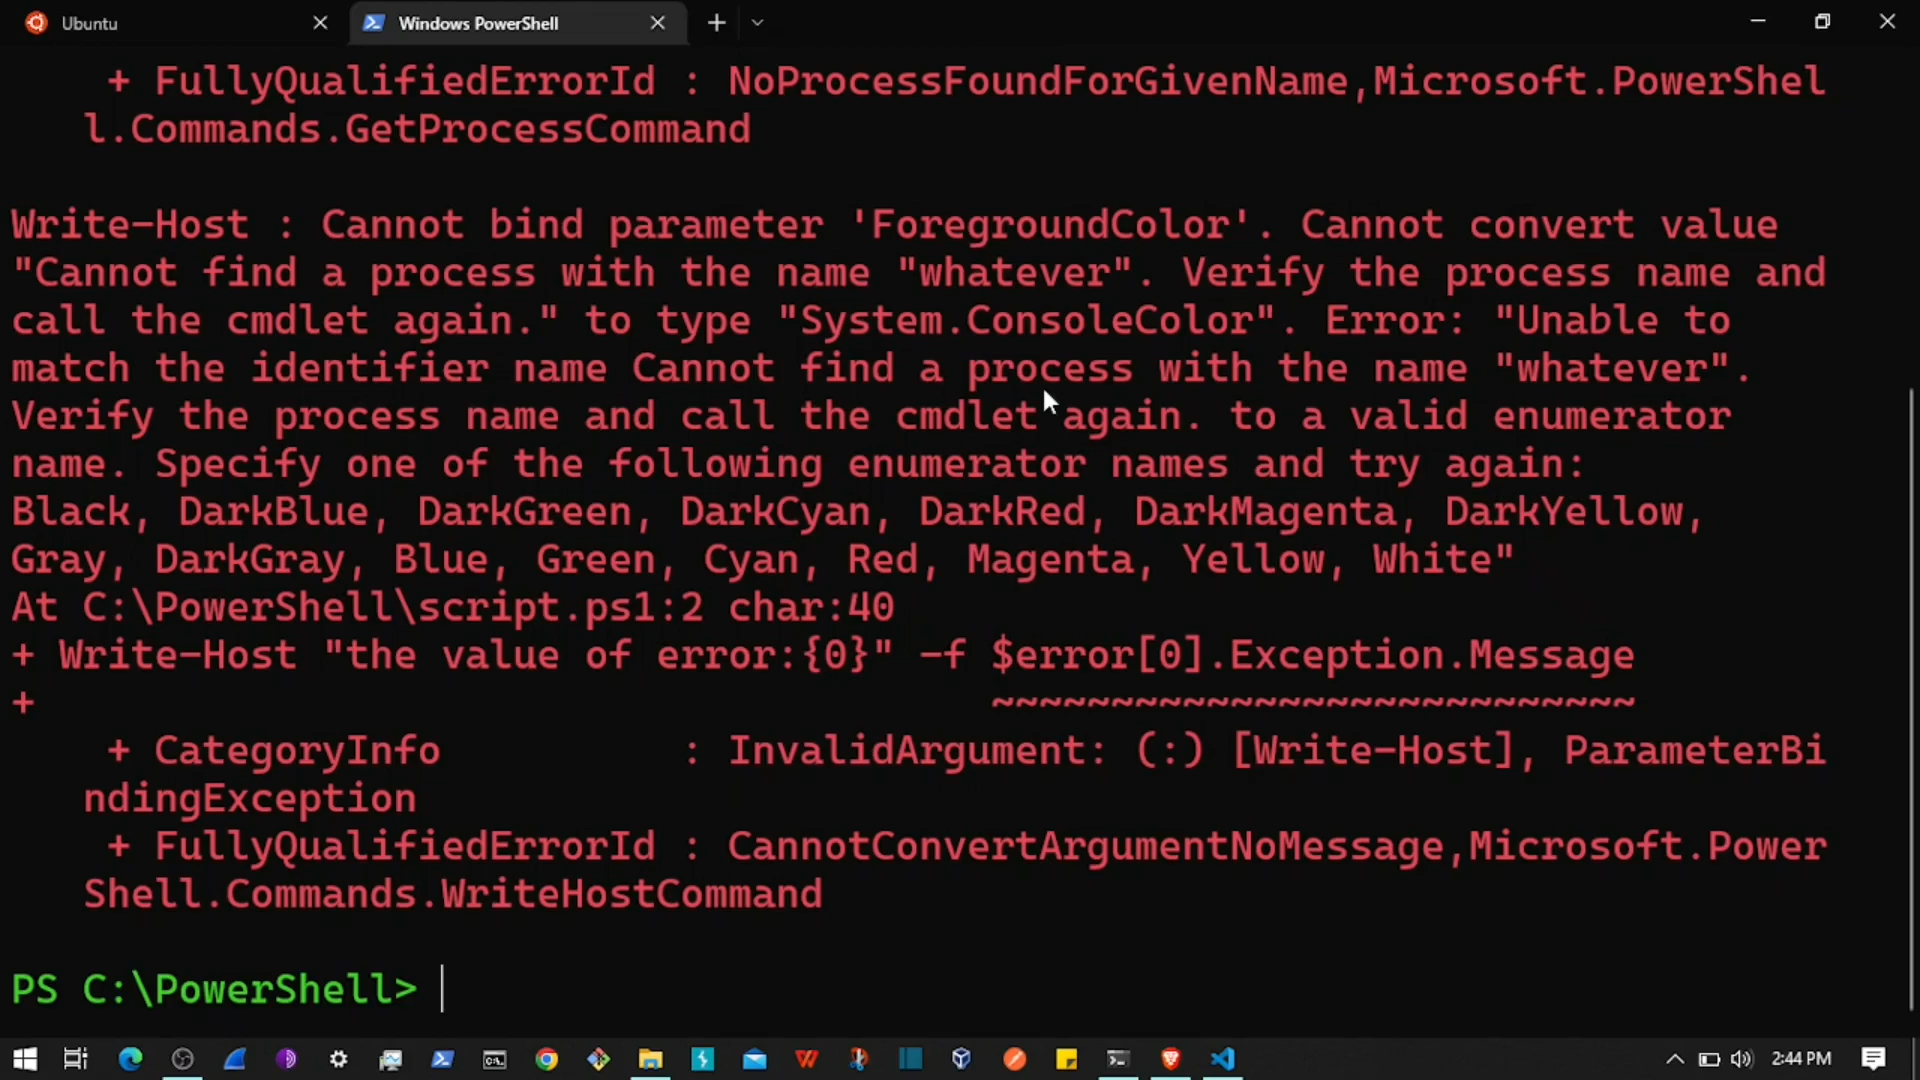 Ubuntu
Windows PowerShell
+ FullyQualifiedErrorId : NoProcessFoundForGivenName,Microsoft.PowerShel
l.Commands.GetProcessCommand
Write-Host : Cannot bind parameter 'ForegroundColor'. Cannot convert value
"Cannot find a process with the name "whatever". Verify the process name and
call the cmdlet again." to type "System.ConsoleColor". Error: "Unable to
match the identifier name Cannot find a process with the name "whatever".
Verify the process name and call the cmdlet again. to a valid enumerator
name. Specify one of the following enumerator names and try again:
Black, DarkBlue, DarkGreen, DarkCyan, DarkRed, DarkMagenta, DarkYellow,
Gray, DarkGray, Blue, Green, Cyan, Red, Magenta, Yellow, White"
At C:\PowerShell\script.ps1:2 char:40
+ Write-Host "the value of error:{0}" -f $error[0].Exception.Message
+                                        ~~~~~~~~~~~~~~~~~~~~~~~~~~~
+ CategoryInfo          : InvalidArgument: (:) [Write-Host], ParameterBi
ndingException
+ FullyQualifiedErrorId : CannotConvertArgumentNoMessage,Microsoft.Power
Shell.Commands.WriteHostCommand
PS C:\PowerShell>
2:44 PM